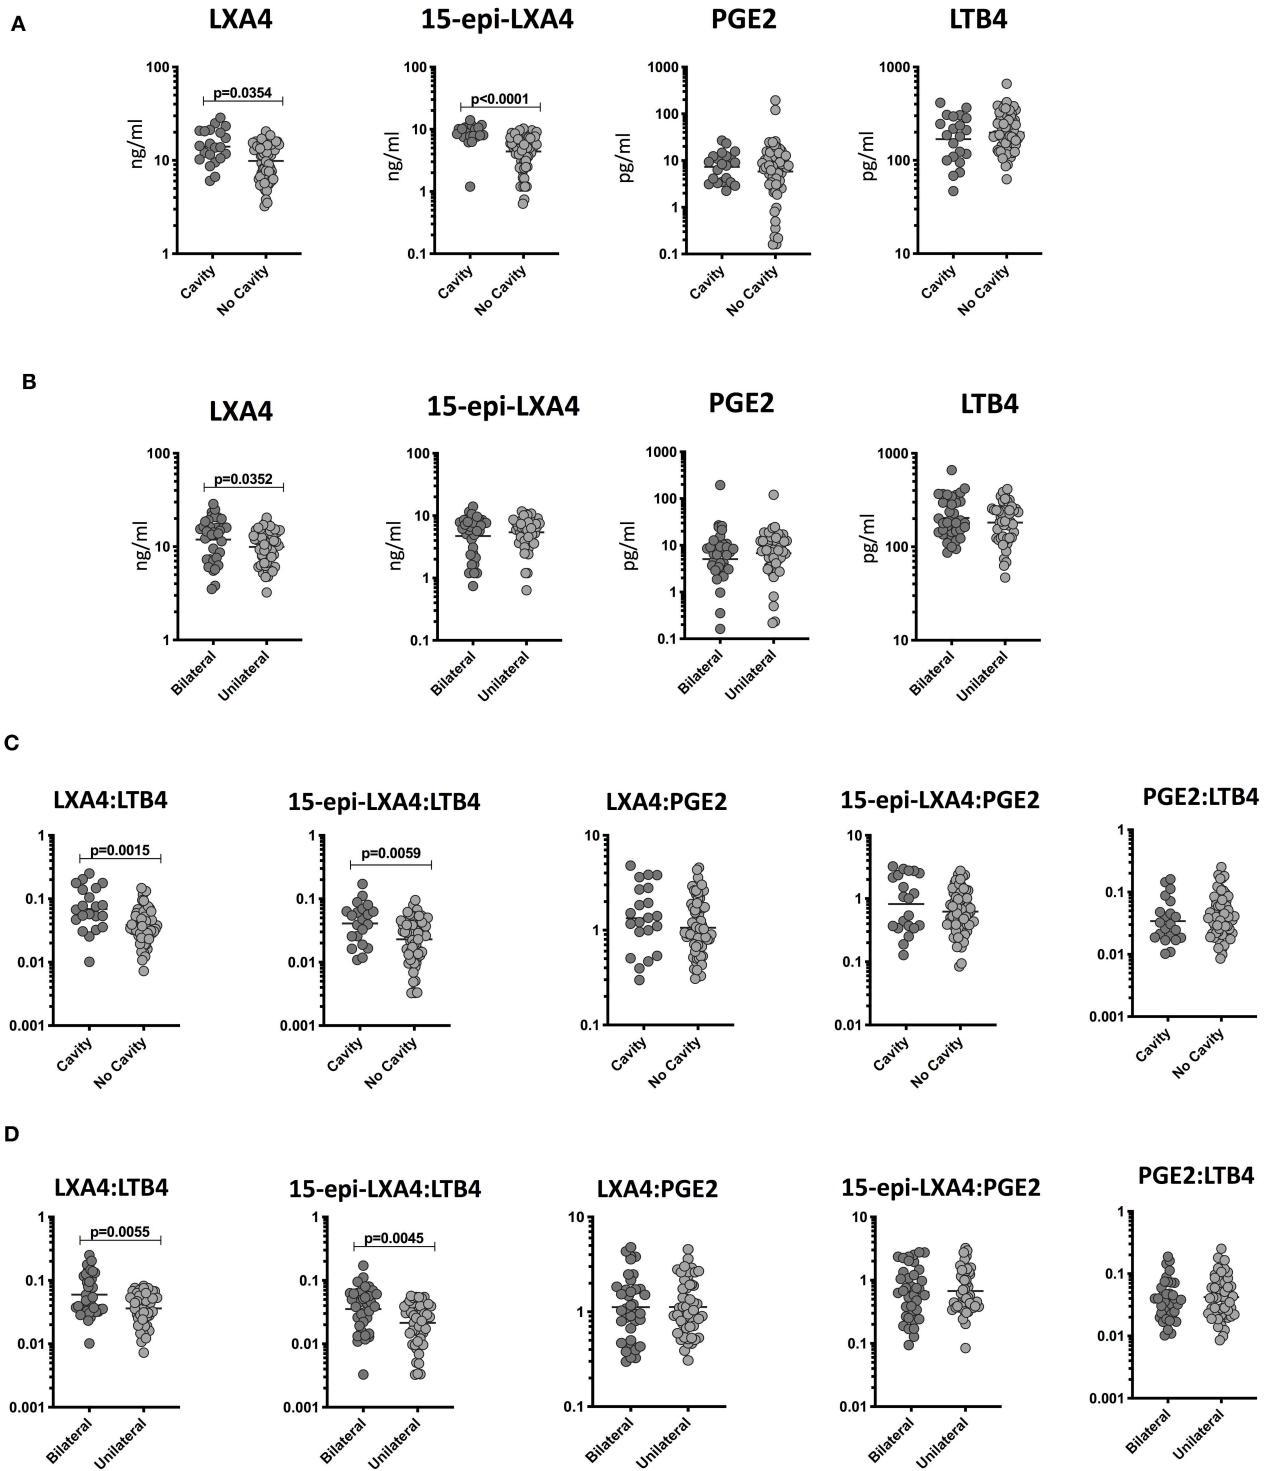 A
LXA4
15-epi-LXA4
PGE2
LTB4
100
10
1
ng/ml
p=0.0354
Cavity
No Cavity
100
10
1
0.1
ng/ml
p<0.0001
Cavity
No Cavity
1000
100
10
1
0.1
pg/ml
Cavity
No Cavity
1000
100
10
pg/ml
Cavity
No Cavity
B
LXA4
15-epi-LXA4
PGE2
LTB4
100
10
1
ng/ml
p=0.0352
Bilateral
Unilateral
100
10
1
0.1
ng/ml
Bilateral
Unilateral
1000
100
10
1
0.1
pg/ml
Bilateral
Unilateral
1000
100
10
pg/ml
Bilateral
Unilateral
C
LXA4:LTB4
15-epi-LXA4:LTB4
LXA4:PGE2
15-epi-LXA4:PGE2
PGE2:LTB4
1
0.1
0.01
0.001
p=0.0015
Cavity
No Cavity
1
0.1
0.01
0.001
p=0.0059
Cavity
No Cavity
10
1
0.1
Cavity
No Cavity
10
1
0.1
0.01
Cavity
No Cavity
1
0.1
0.01
0.001
Cavity
No Cavity
D
LXA4:LTB4
15-epi-LXA4:LTB4
LXA4:PGE2
15-epi-LXA4:PGE2
PGE2:LTB4
1
0.1
0.01
0.001
p=0.0055
Bilateral
Unilateral
1
0.1
0.01
0.001
p=0.0045
Bilateral
Unilateral
10
1
0.1
Bilateral
Unilateral
10
1
0.1
0.01
Bilateral
Unilateral
1
0.1
0.01
0.001
Bilateral
Unilateral